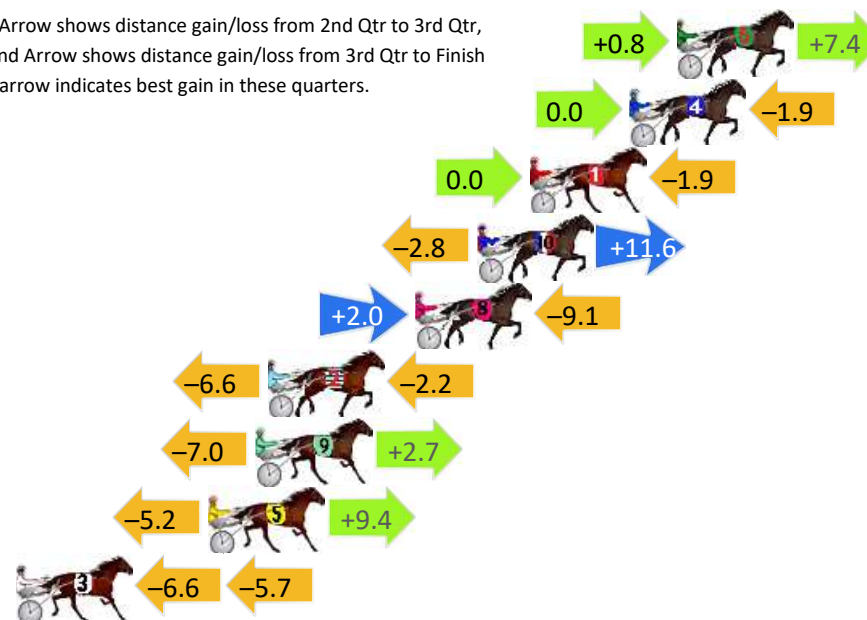 Arrow shows distance gain/loss from 2nd Qtr to 3rd Qtr,
nd Arrow shows distance gain/loss from 3rd Qtr to Finish
arrow indicates best gain in these quarters.
+0.8 +7.4
0.0 4 –1.9
0.0 1 –1.9
–2.8 10 +11.6
+2.0 8 –9.1
–6.6 2 –2.2
–7.0 9 +2.7
–5.2 5 +9.4
3 –6.6 –5.7